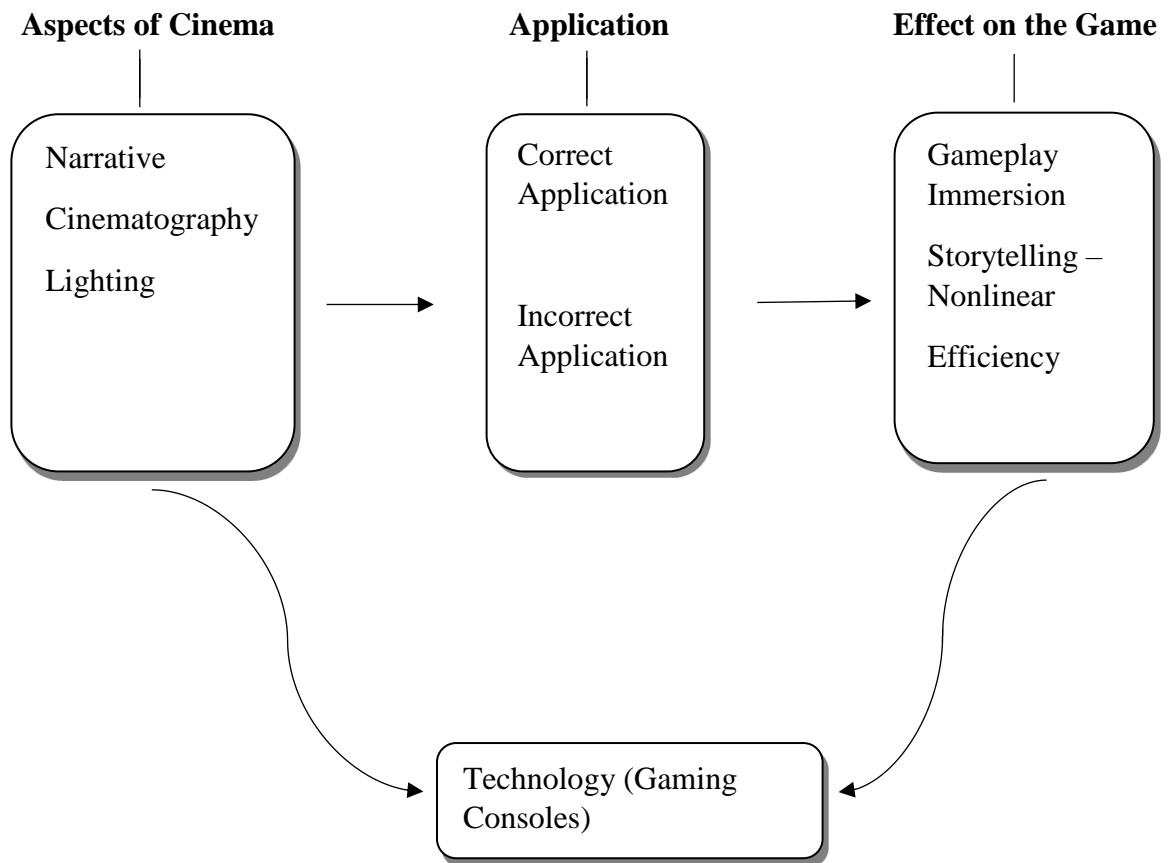 Aspects of Cinema
Application
Effect on the Game
Narrative
Cinematography
Lighting
Correct
Application
Incorrect
Application
Gameplay
Immersion
Storytelling –
Nonlinear
Efficiency
Technology (Gaming
Consoles)